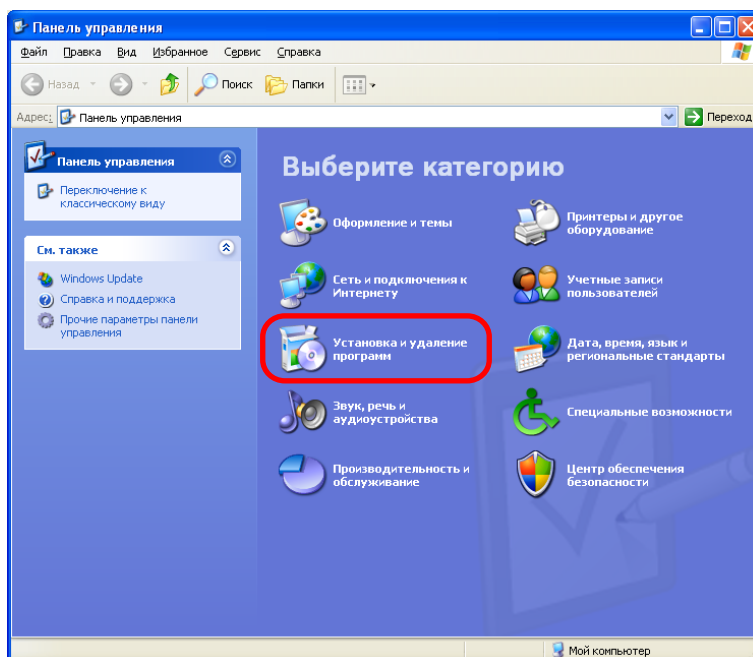 Панель управления
Файл Правка Вид Избранное Сервис Справка
Назад Поиск Папки
Адрес: Панель управления Переход
Панель управления
Переключение к
классическому виду
См. также
Windows Update
Справка и поддержка
Прочие параметры панели
управления
Выберите категорию
Оформление и темы
Принтеры и другое
оборудование
Сеть и подключения к
Интернету
Учетные записи
пользователей
Установка и удаление
программ
Дата, время, язык и
региональные стандарты
Звук, речь и
аудиоустройства
Специальные возможности
Производительность и
обслуживание
Центр обеспечения
безопасности
Мой компьютер